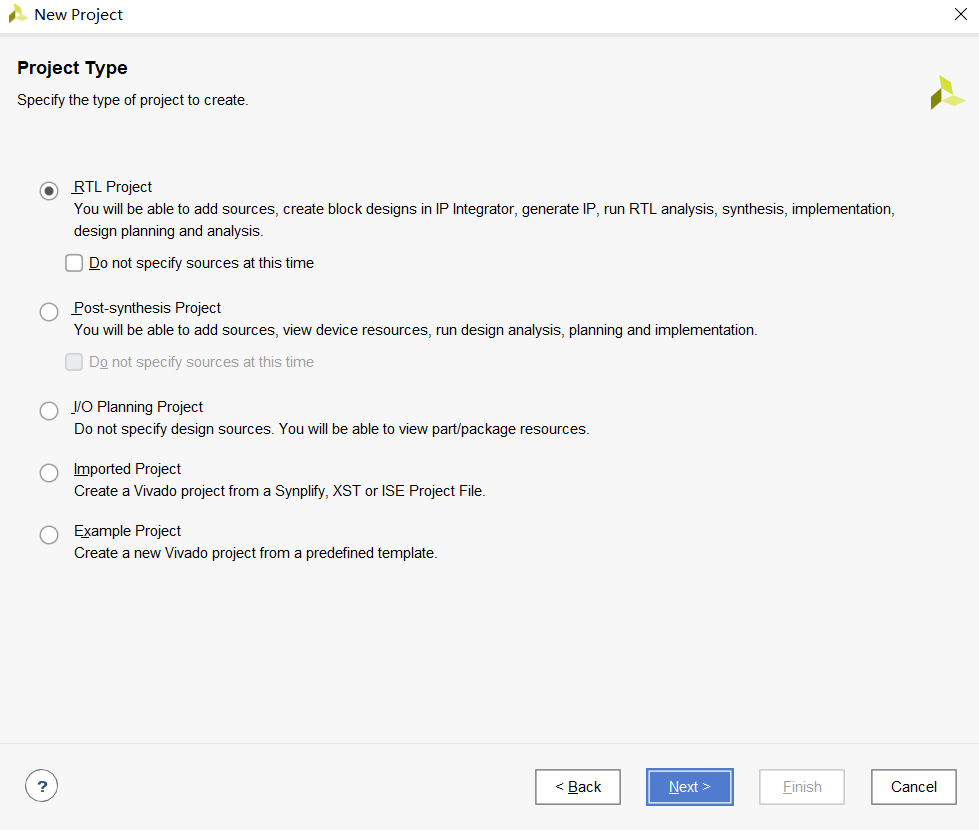 New Project
Project Type
Specify the type of project to create.
RTL Project
You will be able to add sources, create block designs in IP Integrator, generate IP, run RTL analysis, synthesis, implementation,
design planning and analysis.
Do not specify sources at this time
Post-synthesis Project
You will be able to add sources, view device resources, run design analysis, planning and implementation.
Do not specify sources at this time
I/O Planning Project
Do not specify design sources. You will be able to view part/package resources.
Imported Project
Create a Vivado project from a Synplify, XST or ISE Project File.
Example Project
Create a new Vivado project from a predefined template.
? < Back Next > Finish Cancel